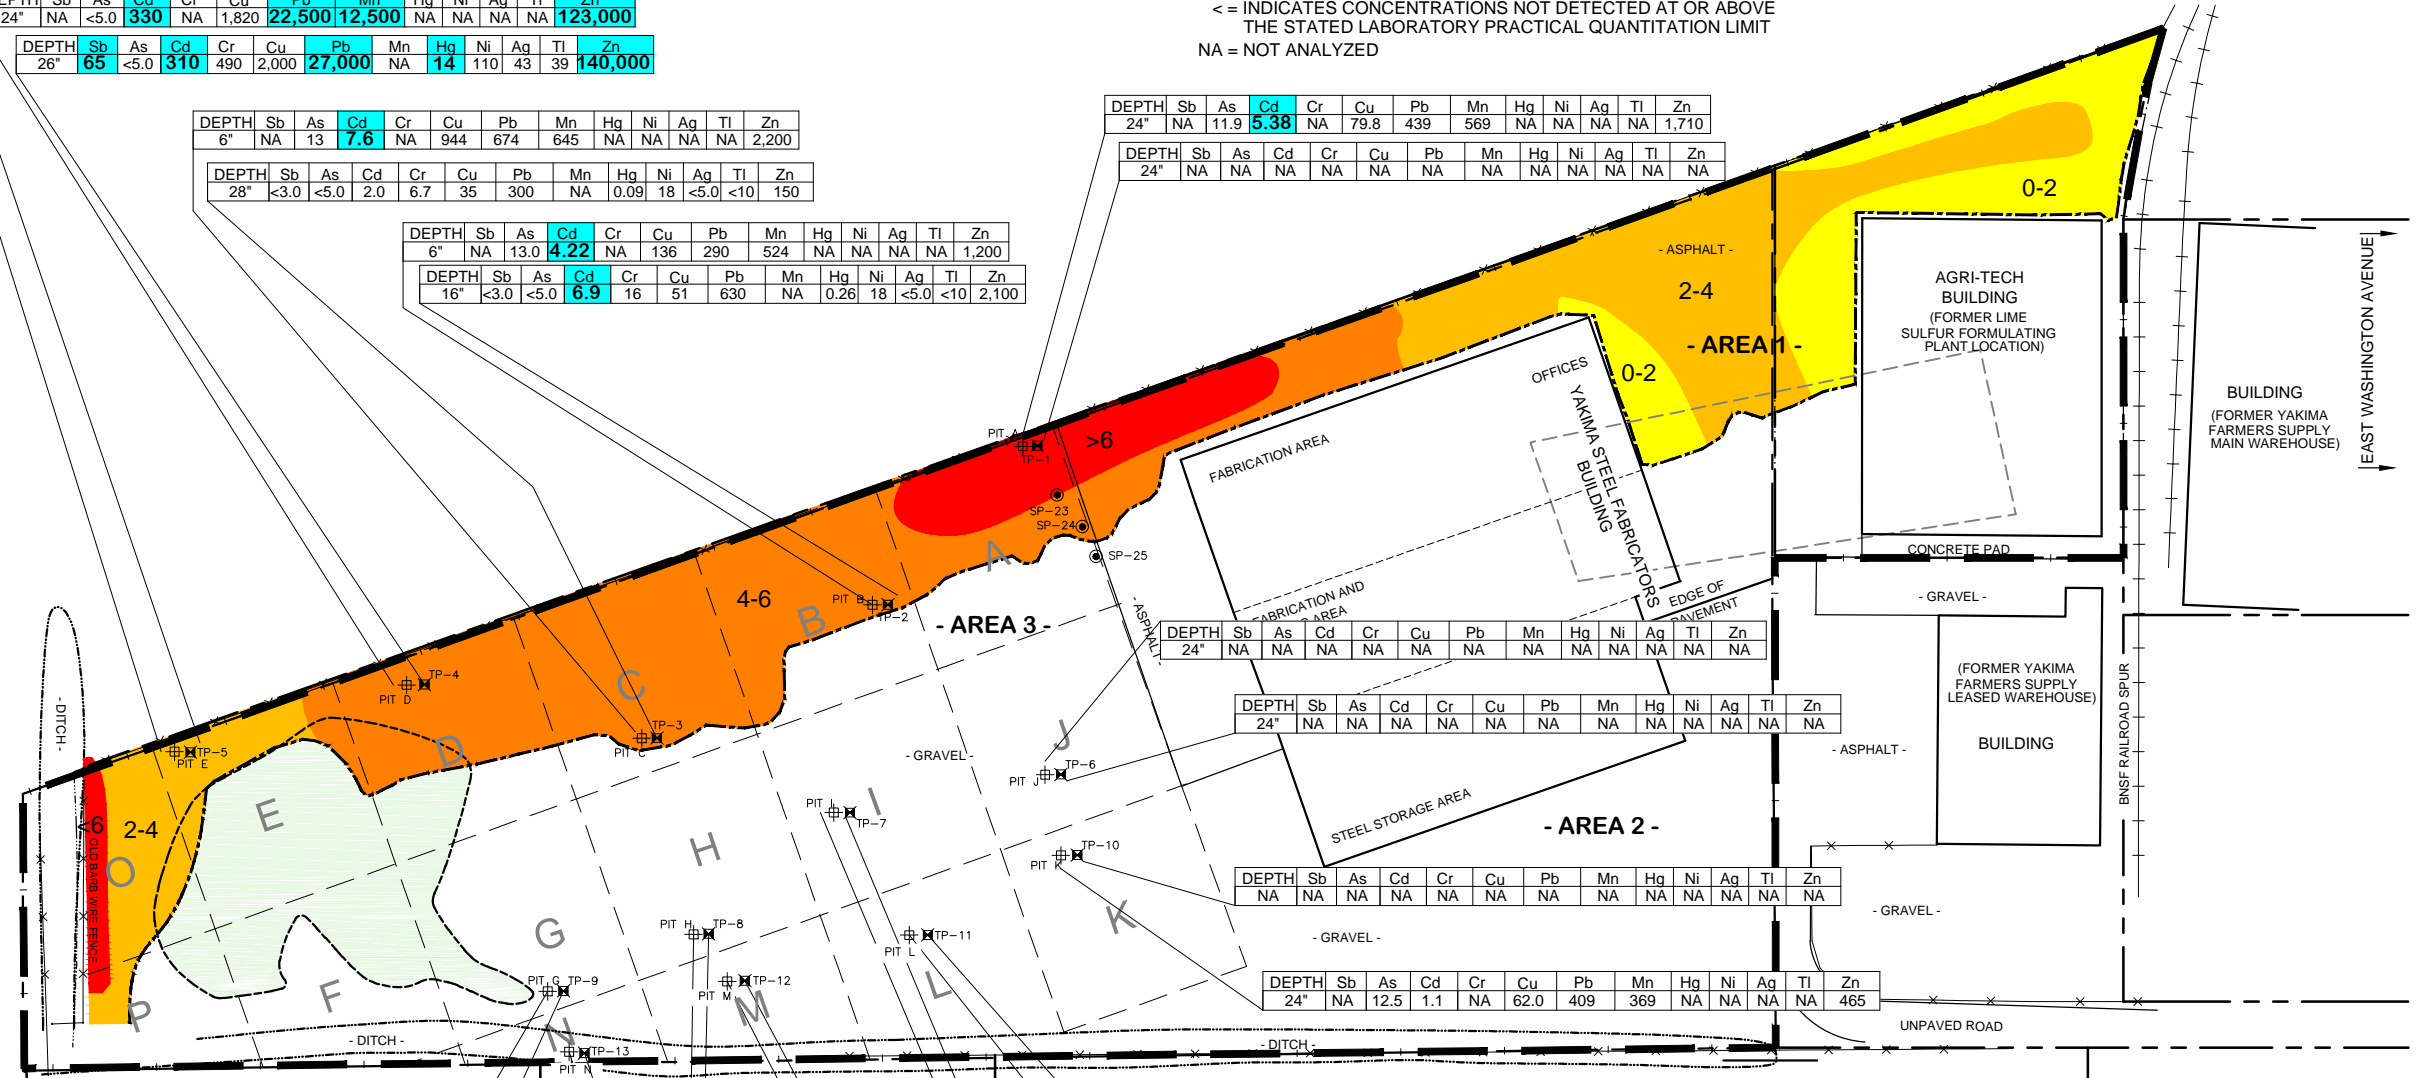 DEPTH Sb As Cd Cr Cu Pb Mn Hg Ni Ag Tl Zn
24" NA <5.0 330 NA 1,820 22,500 12,500 NA NA NA NA 123,000
DEPTH Sb As Cd Cr Cu Pb Mn Hg Ni Ag Tl Zn
26" 65 <5.0 310 490 2,000 27,000 NA 14 110 43 39 140,000
< = INDICATES CONCENTRATIONS NOT DETECTED AT OR ABOVE
THE STATED LABORATORY PRACTICAL QUANTITATION LIMIT
NA = NOT ANALYZED
DEPTH Sb As Cd Cr Cu Pb Mn Hg Ni Ag Tl Zn
6" NA 13 7.6 NA 944 674 645 NA NA NA NA 2,200
DEPTH Sb As Cd Cr Cu Pb Mn Hg Ni Ag Tl Zn
28" <3.0 <5.0 2.0 6.7 35 300 NA 0.09 18 <5.0 <10 150
DEPTH Sb As Cd Cr Cu Pb Mn Hg Ni Ag Tl Zn
6" NA 13.0 4.22 NA 136 290 524 NA NA NA NA 1,200
DEPTH Sb As Cd Cr Cu Pb Mn Hg Ni Ag Tl Zn
16" <3.0 <5.0 6.9 16 51 630 NA 0.26 18 <5.0 <10 2,100
DEPTH Sb As Cd Cr Cu Pb Mn Hg Ni Ag Tl Zn
24" NA 11.9 5.38 NA 79.8 439 569 NA NA NA NA 1,710
DEPTH Sb As Cd Cr Cu Pb Mn Hg Ni Ag Tl Zn
24" NA NA NA NA NA NA NA NA NA NA NA NA
0-2
- ASPHALT -
2-4
- AREA 1 -
0-2
AGRI-TECH
BUILDING
(FORMER LIME
SULFUR FORMULATING
PLANT LOCATION)
EAST WASHINGTON AVENUE
BUILDING
(FORMER YAKIMA
FARMERS SUPPLY
MAIN WAREHOUSE)
OFFICES
YAKIMA STEEL FABRICATORS
BUILDING
FABRICATION AREA
FABRICATION AND
AREA
EDGE OF
PAVEMENT
CONCRETE PAD
- GRAVEL -
(FORMER YAKIMA
FARMERS SUPPLY
LEASED WAREHOUSE)
BUILDING
BNSF RAILROAD SPUR
- ASPHALT -
- GRAVEL -
UNPAVED ROAD
PIT A
TP-1
>6
SP-23
SP-24
SP-25
A
4-6
PIT B
TP-2
B
- AREA 3 -
- ASPHALT -
DEPTH Sb As Cd Cr Cu Pb Mn Hg Ni Ag Tl Zn
24" NA NA NA NA NA NA NA NA NA NA NA NA
DEPTH Sb As Cd Cr Cu Pb Mn Hg Ni Ag Tl Zn
24" NA NA NA NA NA NA NA NA NA NA NA NA
TP-4
PIT D
C
TP-3
PIT C
D
- DITCH -
TP-5
PIT E
- GRAVEL -
J
PIT J
TP-6
STEEL STORAGE AREA
- AREA 2 -
<6
2-4
OLD BARB WIRE FENCE
O
E
PIT I
TP-7
I
H
TP-10
PIT K
K
DEPTH Sb As Cd Cr Cu Pb Mn Hg Ni Ag Tl Zn
NA NA NA NA NA NA NA NA NA NA NA NA NA
- GRAVEL -
G
PIT H
TP-8
TP-11
PIT L
L
DEPTH Sb As Cd Cr Cu Pb Mn Hg Ni Ag Tl Zn
24" NA 12.5 1.1 NA 62.0 409 369 NA NA NA NA 465
PIT G
TP-9
TP-12
PIT M
M
P
F
N
- DITCH -
TP-13
PIT N
- DITCH -